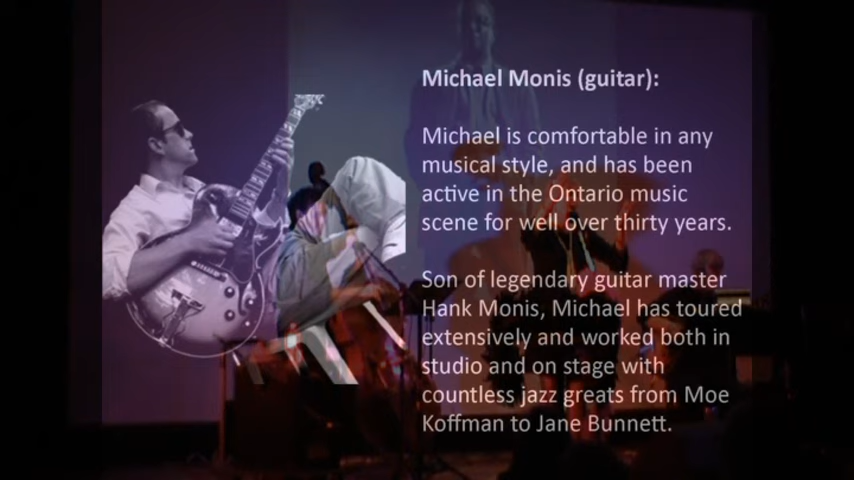 Michael Monis (guitar):
Michael is comfortable in any
musical style, and has been
active in the Ontario music
scene for well over thirty years.
Son of legendary guitar master
Hank Monis, Michael has toured
extensively and worked both in
studio and on stage with
countless jazz greats from Moe
Koffman to Jane Bunnett.